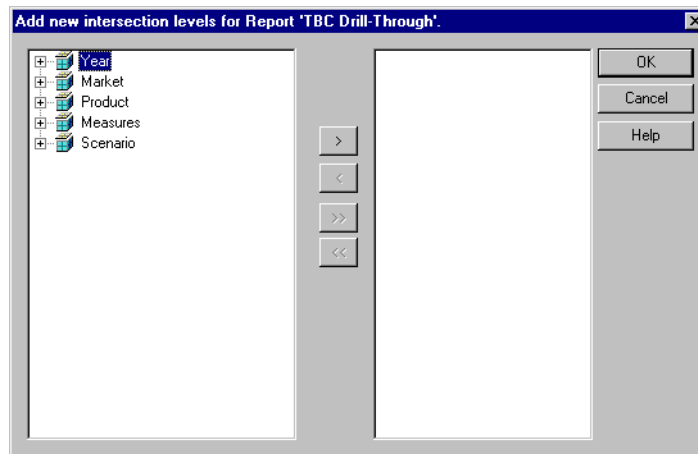 Add new intersection levels for Report 'TBC Drill-Through'.
Year
Market
Product
Measures
Scenario
>
<
>>
<<
OK
Cancel
Help